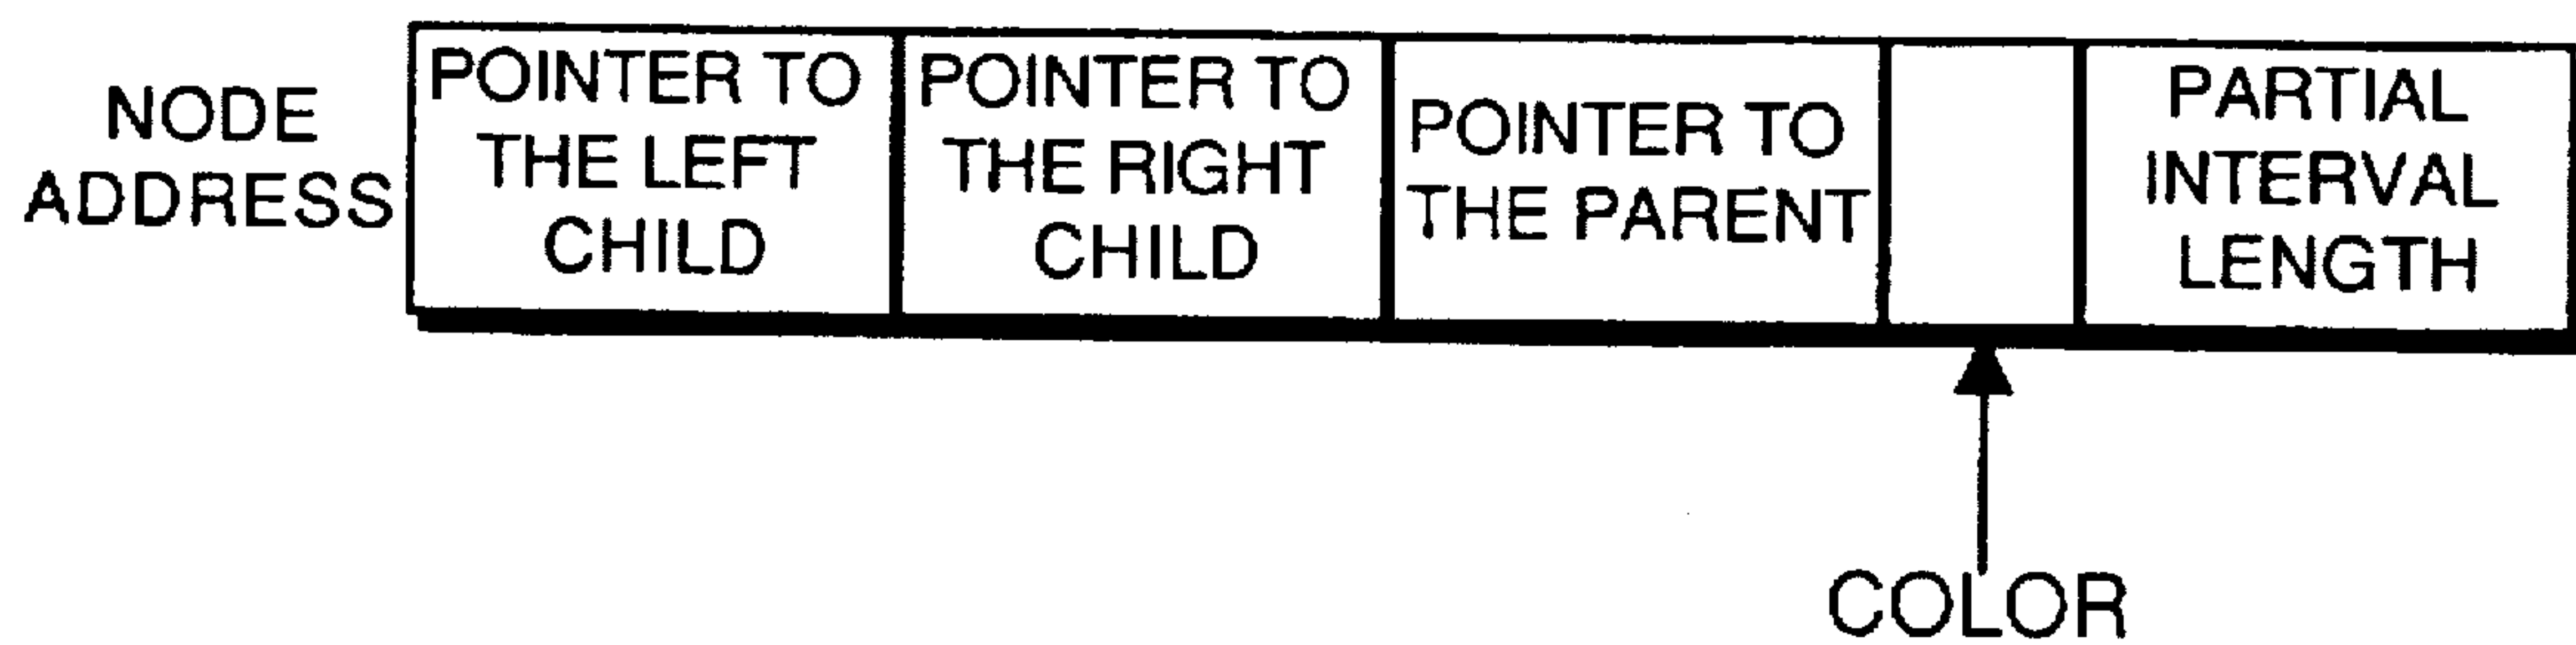 NODE
ADDRESS
POINTER TO
THE LEFT
CHILD
POINTER TO
THE RIGHT
CHILD
POINTER TO
THE PARENT
PARTIAL
INTERVAL
LENGTH
COLOR